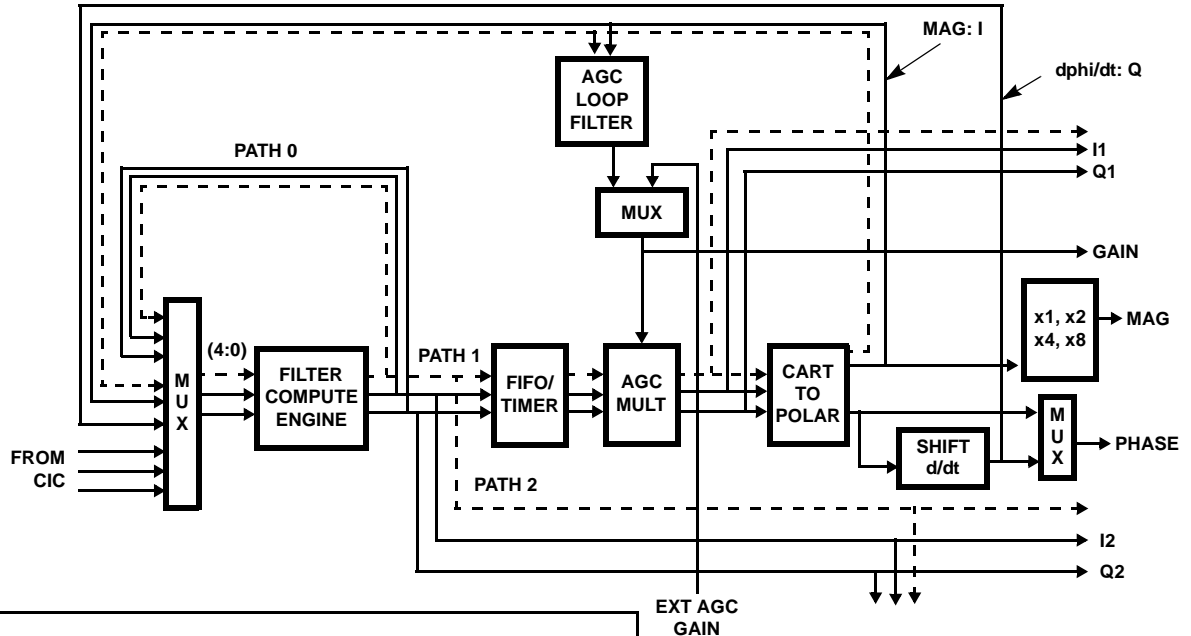 MAG: I
dphi/dt: Q
AGC
LOOP
FILTER
PATH 0
I1
Q1
MUX
GAIN
x1, x2
x4, x8
MAG
(4:0)
PATH 1
M
U
X
FILTER
COMPUTE
ENGINE
FIFO/
TIMER
AGC
MULT
CART
TO
POLAR
M
U
X
PHASE
SHIFT
d/dt
FROM
CIC
PATH 2
I2
Q2
EXT AGC
GAIN